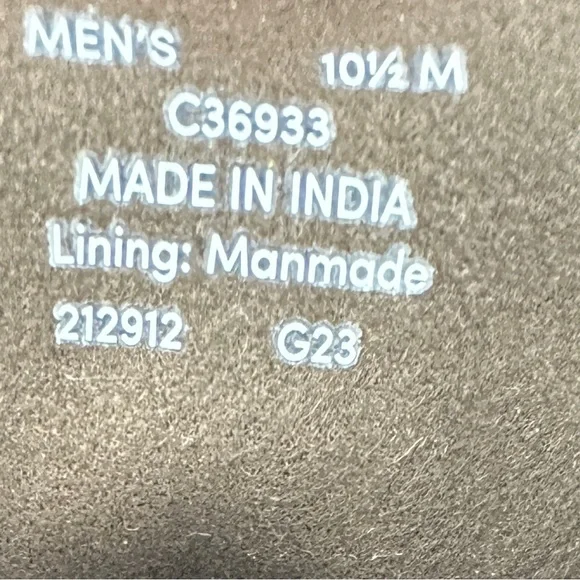 MEN'S 10½ M
C36933
MADE IN INDIA
Lining: Manmade
212912 G23